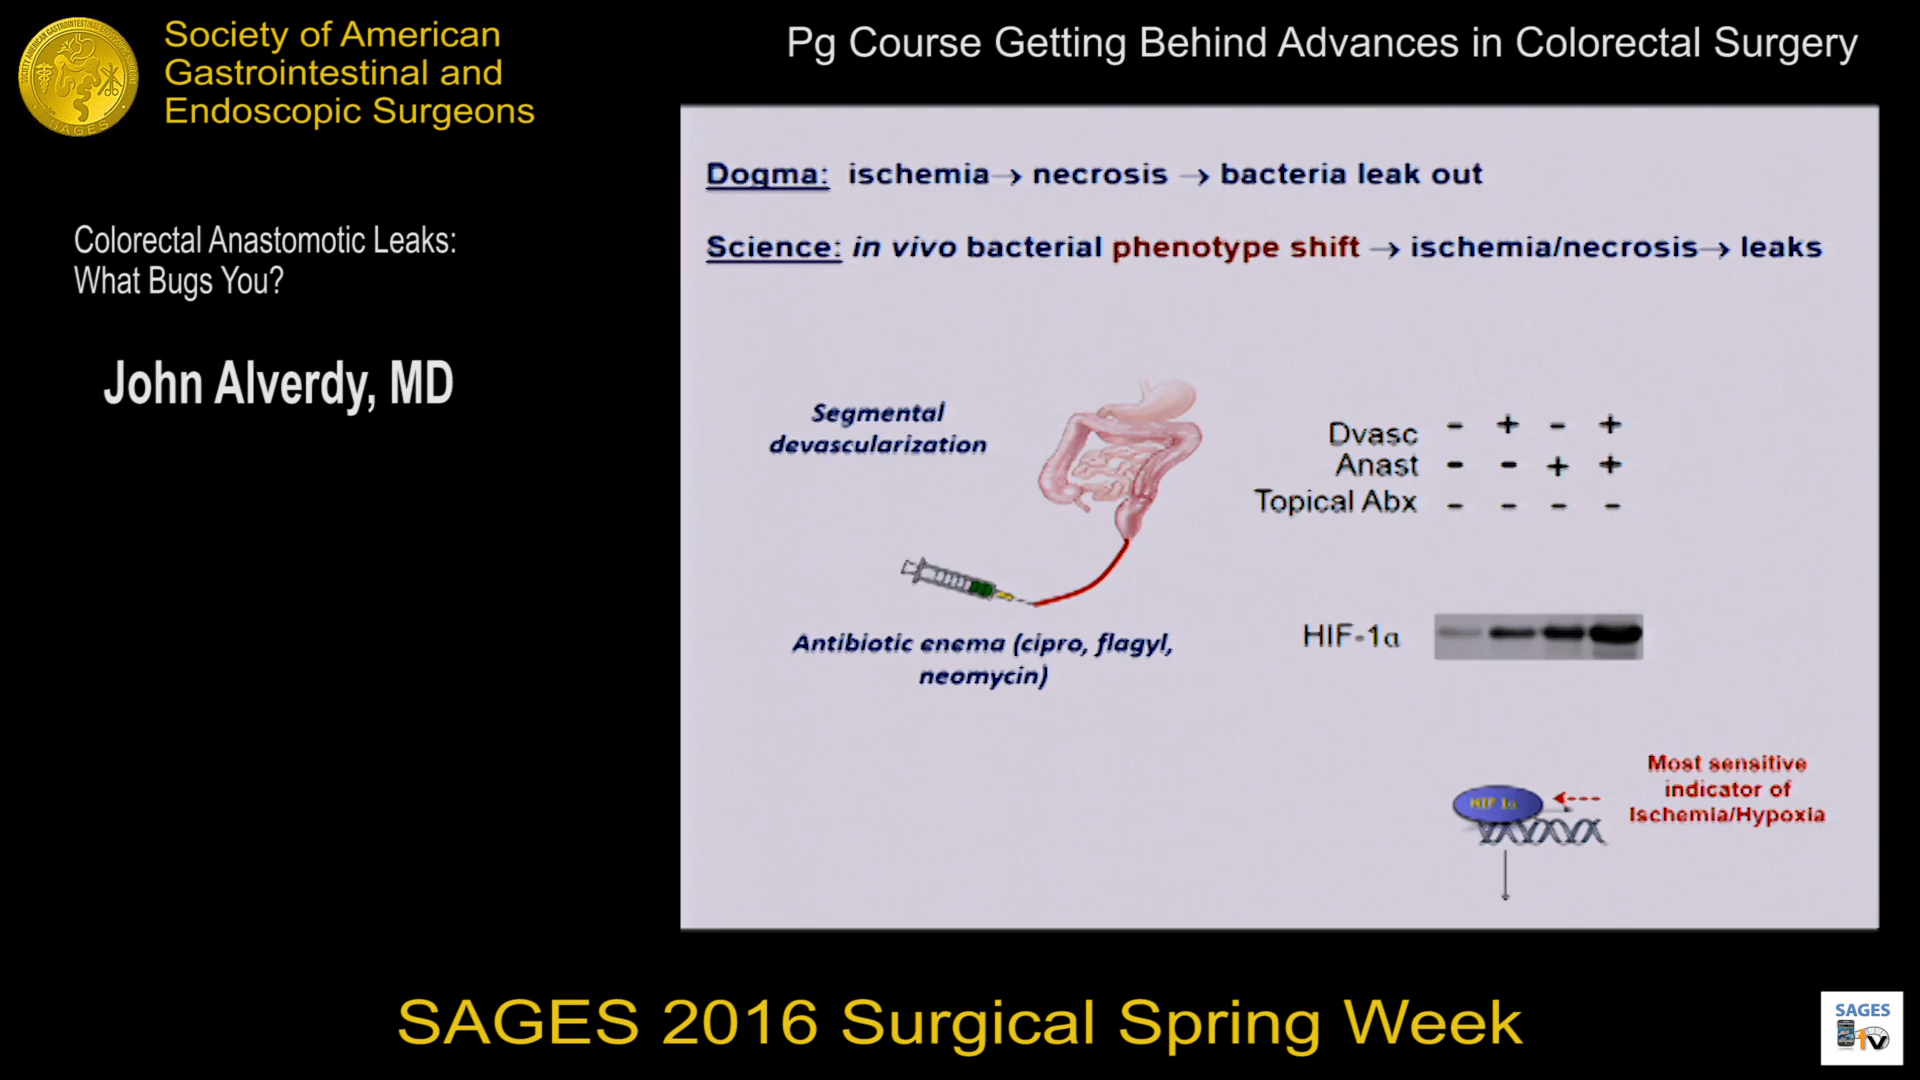 Society of American
Gastrointestinal and
Endoscopic Surgeons
Pg Course Getting Behind Advances in Colorectal Surgery
Colorectal Anastomotic Leaks:
What Bugs You?
John Alverdy, MD
Dogma: ischemia→ necrosis → bacteria leak out
Science: in vivo bacterial phenotype shift → ischemia/necrosis→ leaks
Segmental
devascularization
Antibiotic enema (cipro, flagyl,
neomycin)
Dvasc - + - +
Anast - - + +
Topical Abx - - - -
HIF-1α
HIF 1α
Most sensitive
indicator of
Ischemia/Hypoxia
SAGES 2016 Surgical Spring Week
SAGES
TV
SAGES